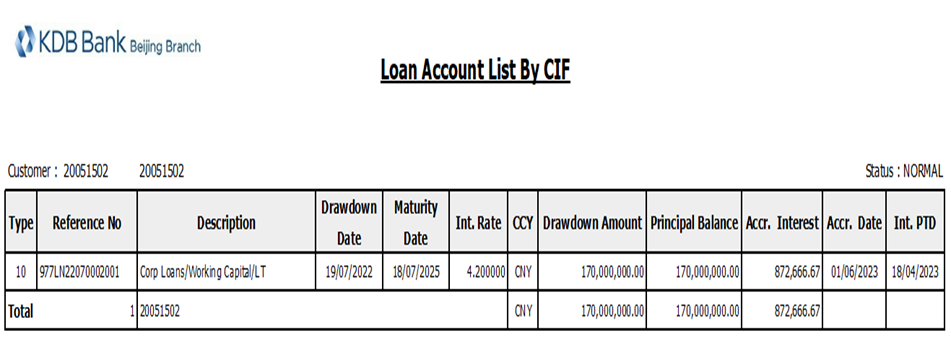 KDB Bank Beijing Branch
Loan Account List By CIF
Customer : 20051502 20051502 Status : NORMAL
Type Reference No Description Drawdown Date Maturity Date Int. Rate CCY Drawdown Amount Principal Balance Accr. Interest Accr. Date Int. PTD
10 977LN22070002001 Corp Loans/Working Capital/LT 19/07/2022 18/07/2025 4.200000 CNY 170,000,000.00 170,000,000.00 872,666.67 01/06/2023 18/04/2023
Total 1 20051502 CNY 170,000,000.00 170,000,000.00 872,666.67